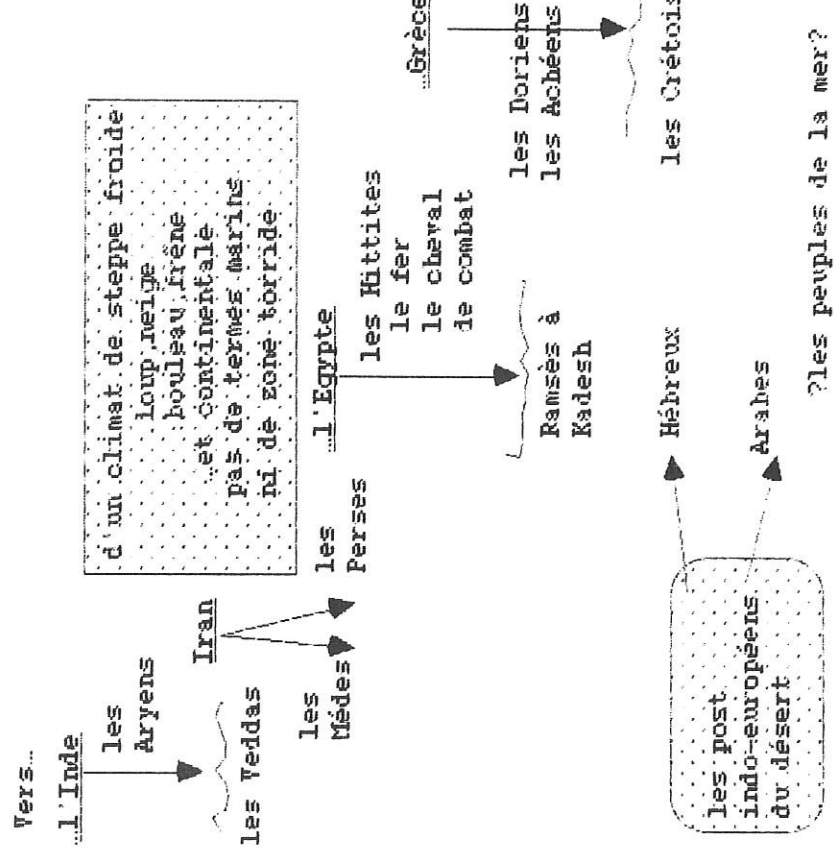 Vers...
...l'Inde
les
Aryens
les Veddas
Iran
les
Mèdes
les
Perses
d'un climat de steppe froide
loup,neige
bouleau,frêne
...et continentale
pas de termes marins
ni de zone torride
...l'Egypte
les Hittites
le fer
le cheval
de combat
Ramsès à
Kadesh
...Grèce
les Doriens
les Achéens
les Crétois
les post
indo-européens
du désert
Hébreux
Arabes
?les peuples de la mer?